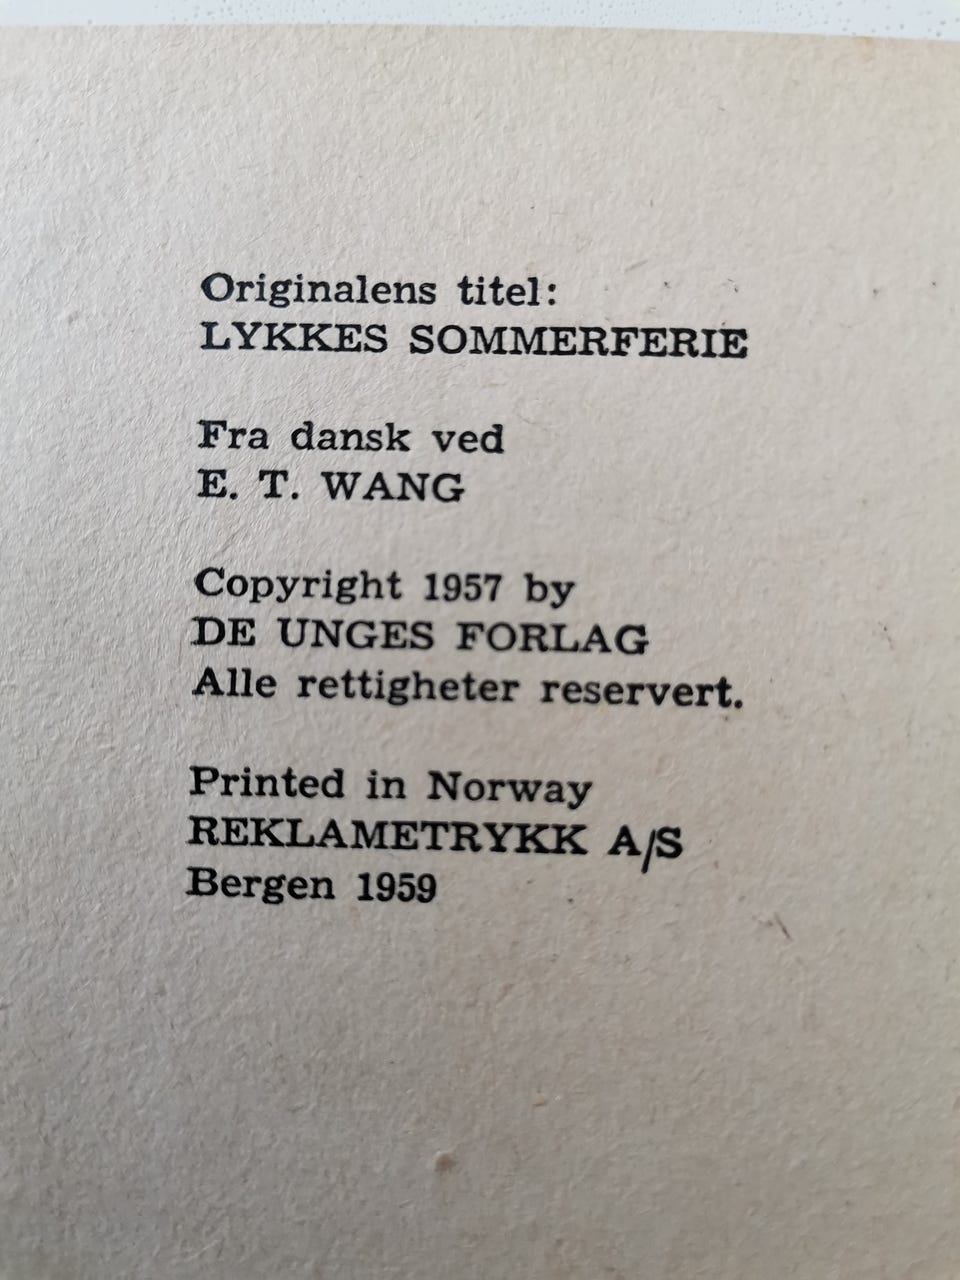 Originalens titel:
LYKKES SOMMERFERIE
Fra dansk ved
E. T. WANG
Copyright 1957 by
DE UNGES FORLAG
Alle rettigheter reservert.
Printed in Norway
REKLAMETRYKK A/S
Bergen 1959